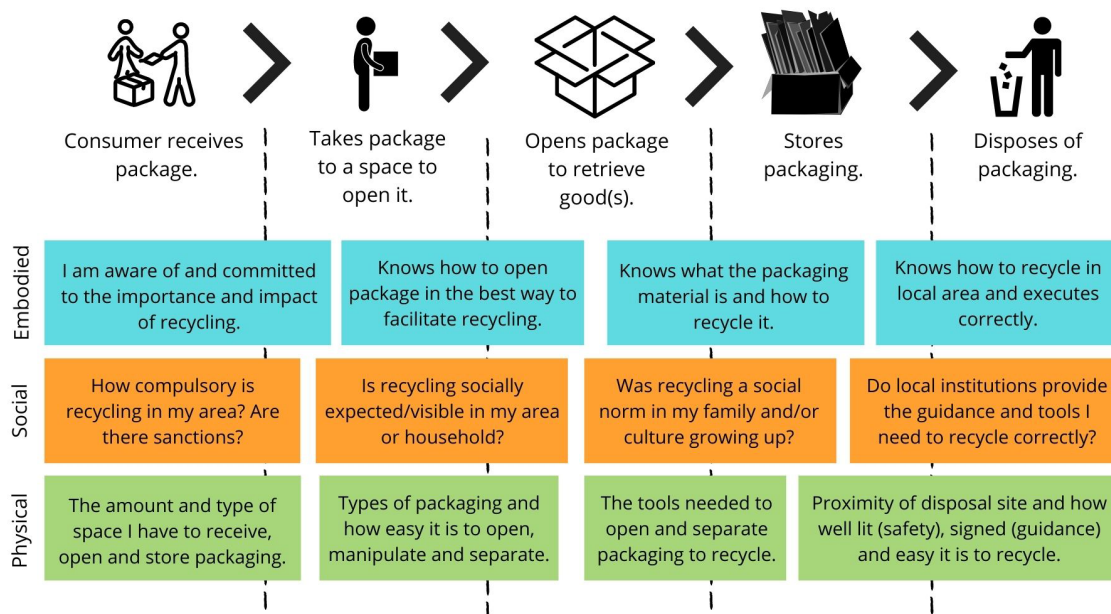 Consumer receives
package.
Takes package
to a space to
open it.
Opens package
to retrieve
good(s).
Stores
packaging.
Disposes of
packaging.
Embodied
I am aware of and committed
to the importance and impact
of recycling.
Knows how to open
package in the best way to
facilitate recycling.
Knows what the packaging
material is and how to
recycle it.
Knows how to recycle in
local area and executes
correctly.
Social
How compulsory is
recycling in my area? Are
there sanctions?
Is recycling socially
expected/visible in my area
or household?
Was recycling a social
norm in my family and/or
culture growing up?
Do local institutions provide
the guidance and tools I
need to recycle correctly?
Physical
The amount and type of
space I have to receive,
open and store packaging.
Types of packaging and
how easy it is to open,
manipulate and separate.
The tools needed to
open and separate
packaging to recycle.
Proximity of disposal site and how
well lit (safety), signed (guidance)
and easy it is to recycle.